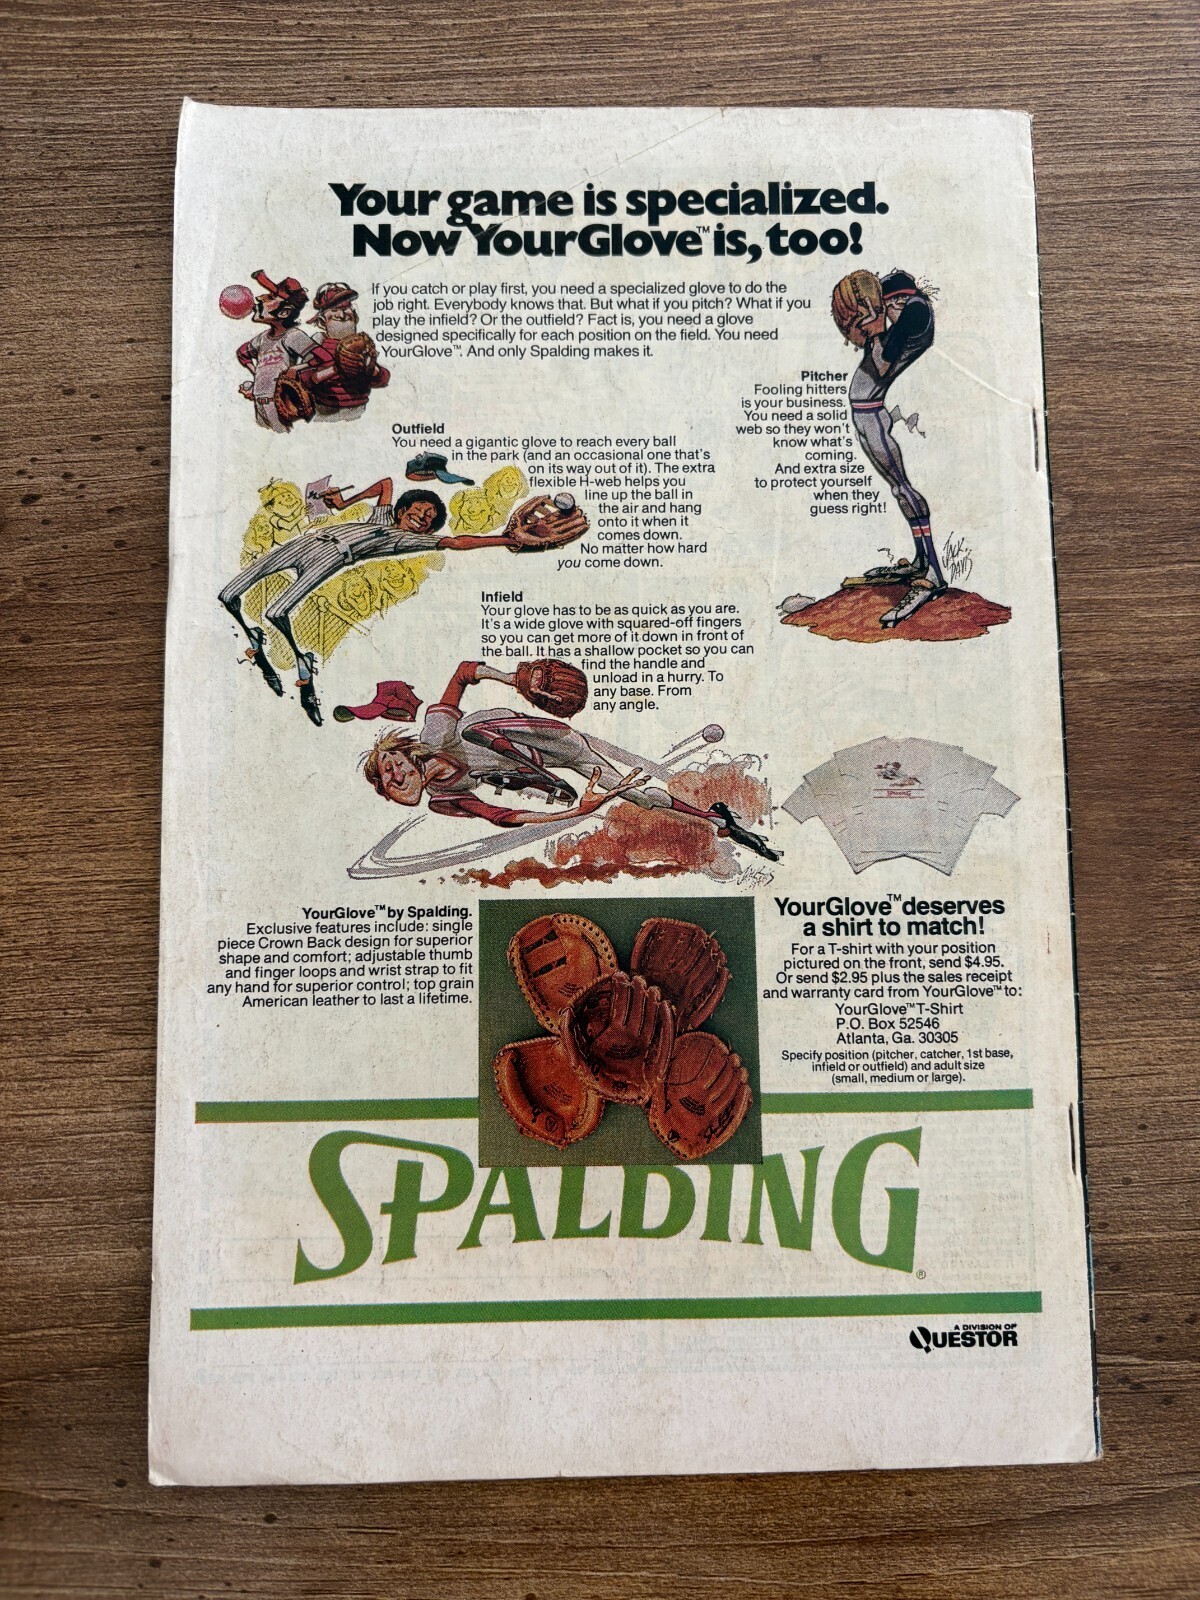 Your game is specialized.
Now YourGlove™ is, too!
If you catch or play first, you need a specialized glove to do the
job right. Everybody knows that. But what if you pitch? What if you
play the infield? Or the outfield? Fact is, you need a glove
designed specifically for each position on the field. You need
YourGlove™. And only Spalding makes it.
Pitcher
Fooling hitters
is your business.
You need a solid
web so they won't
know what's
coming.
And extra size
to protect yourself
when they
guess right!
JACK
DAVIS
Outfield
You need a gigantic glove to reach every ball
in the park (and an occasional one that's
on its way out of it). The extra
flexible H-web helps you
line up the ball in
the air and hang
onto it when it
comes down.
No matter how hard
you come down.
Infield
Your glove has to be as quick as you are.
It's a wide glove with squared-off fingers
so you can get more of it down in front of
the ball. It has a shallow pocket so you can
find the handle and
unload in a hurry. To
any base. From
any angle.
SPALDING
YourGlove™ by Spalding.
Exclusive features include: single
piece Crown Back design for superior
shape and comfort; adjustable thumb
and finger loops and wrist strap to fit
any hand for superior control; top grain
American leather to last a lifetime.
YourGlove™ deserves
a shirt to match!
For a T-shirt with your position
pictured on the front, send $4.95.
Or send $2.95 plus the sales receipt
and warranty card from YourGlove™ to:
YourGlove™ T-Shirt
P.O. Box 52546
Atlanta, Ga. 30305
Specify position (pitcher, catcher, 1st base,
infield or outfield) and adult size
(small, medium or large).
SPALDING®
A DIVISION OF
QUESTOR